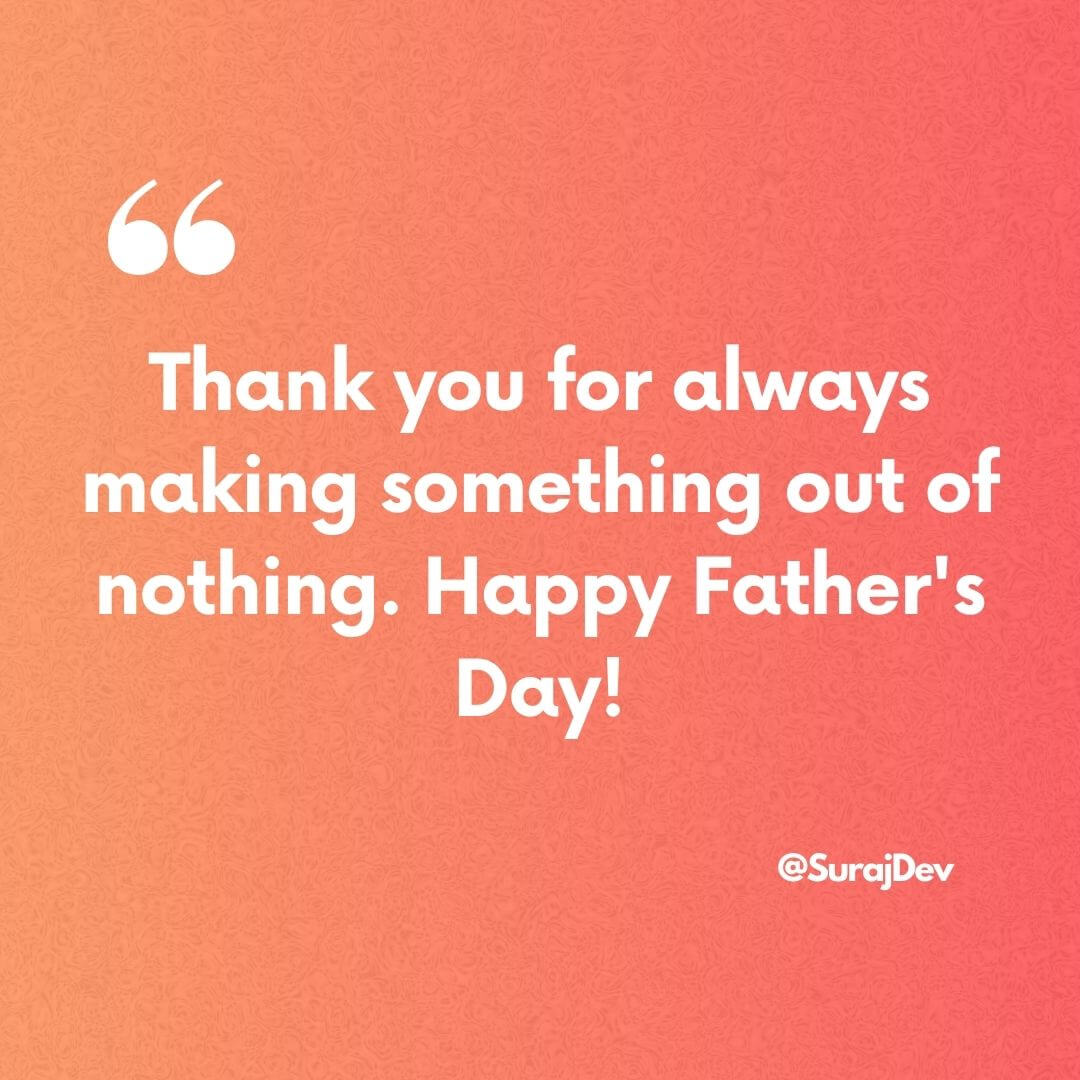 “
Thank you for always
making something out of
nothing. Happy Father's
Day!
@SurajDev